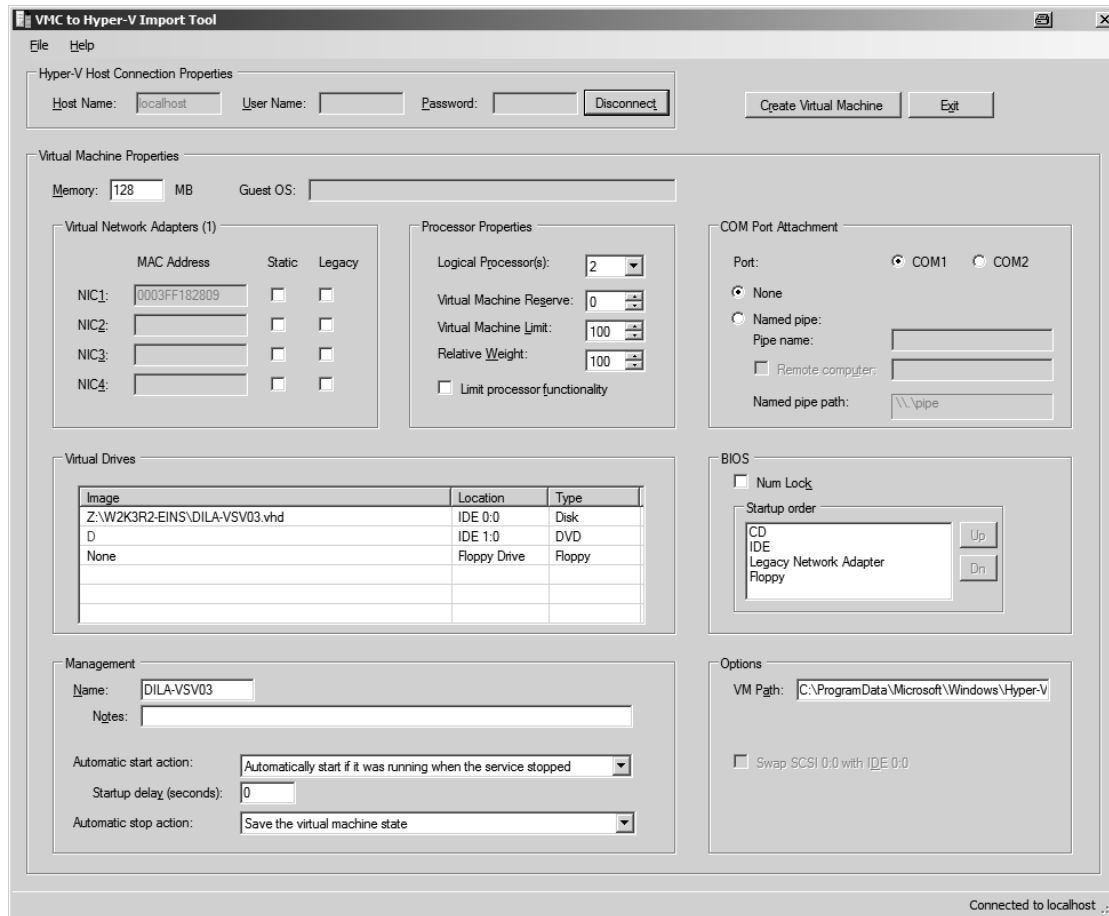 VMC to Hyper-V Import Tool
File Help
Hyper-V Host Connection Properties
Host Name: localhost User Name: Password: Disconnect
Create Virtual Machine Exit
Virtual Machine Properties
Memory: 128 MB Guest OS:
Virtual Network Adapters (1)
MAC Address Static Legacy
NIC1: 0003FF182809
NIC2:
NIC3:
NIC4:
Processor Properties
Logical Processor(s): 2
Virtual Machine Reserve: 0
Virtual Machine Limit: 100
Relative Weight: 100
Limit processor functionality
COM Port Attachment
Port: COM1 COM2
None
Named pipe:
Pipe name:
Remote computer:
Named pipe path: \\.\pipe
Virtual Drives
Image Location Type
Z:\W2K3R2-EINS\DILA-VSV03.vhd IDE 0:0 Disk
D IDE 1:0 DVD
None Floppy Drive Floppy
BIOS
Num Lock
Startup order
CD
IDE
Legacy Network Adapter
Floppy
Up
Dn
Management
Name: DILA-VSV03
Notes:
Automatic start action: Automatically start if it was running when the service stopped
Startup delay (seconds): 0
Automatic stop action: Save the virtual machine state
Options
VM Path: C:\ProgramData\Microsoft\Windows\Hyper-V
Swap SCSI 0:0 with IDE 0:0
Connected to localhost